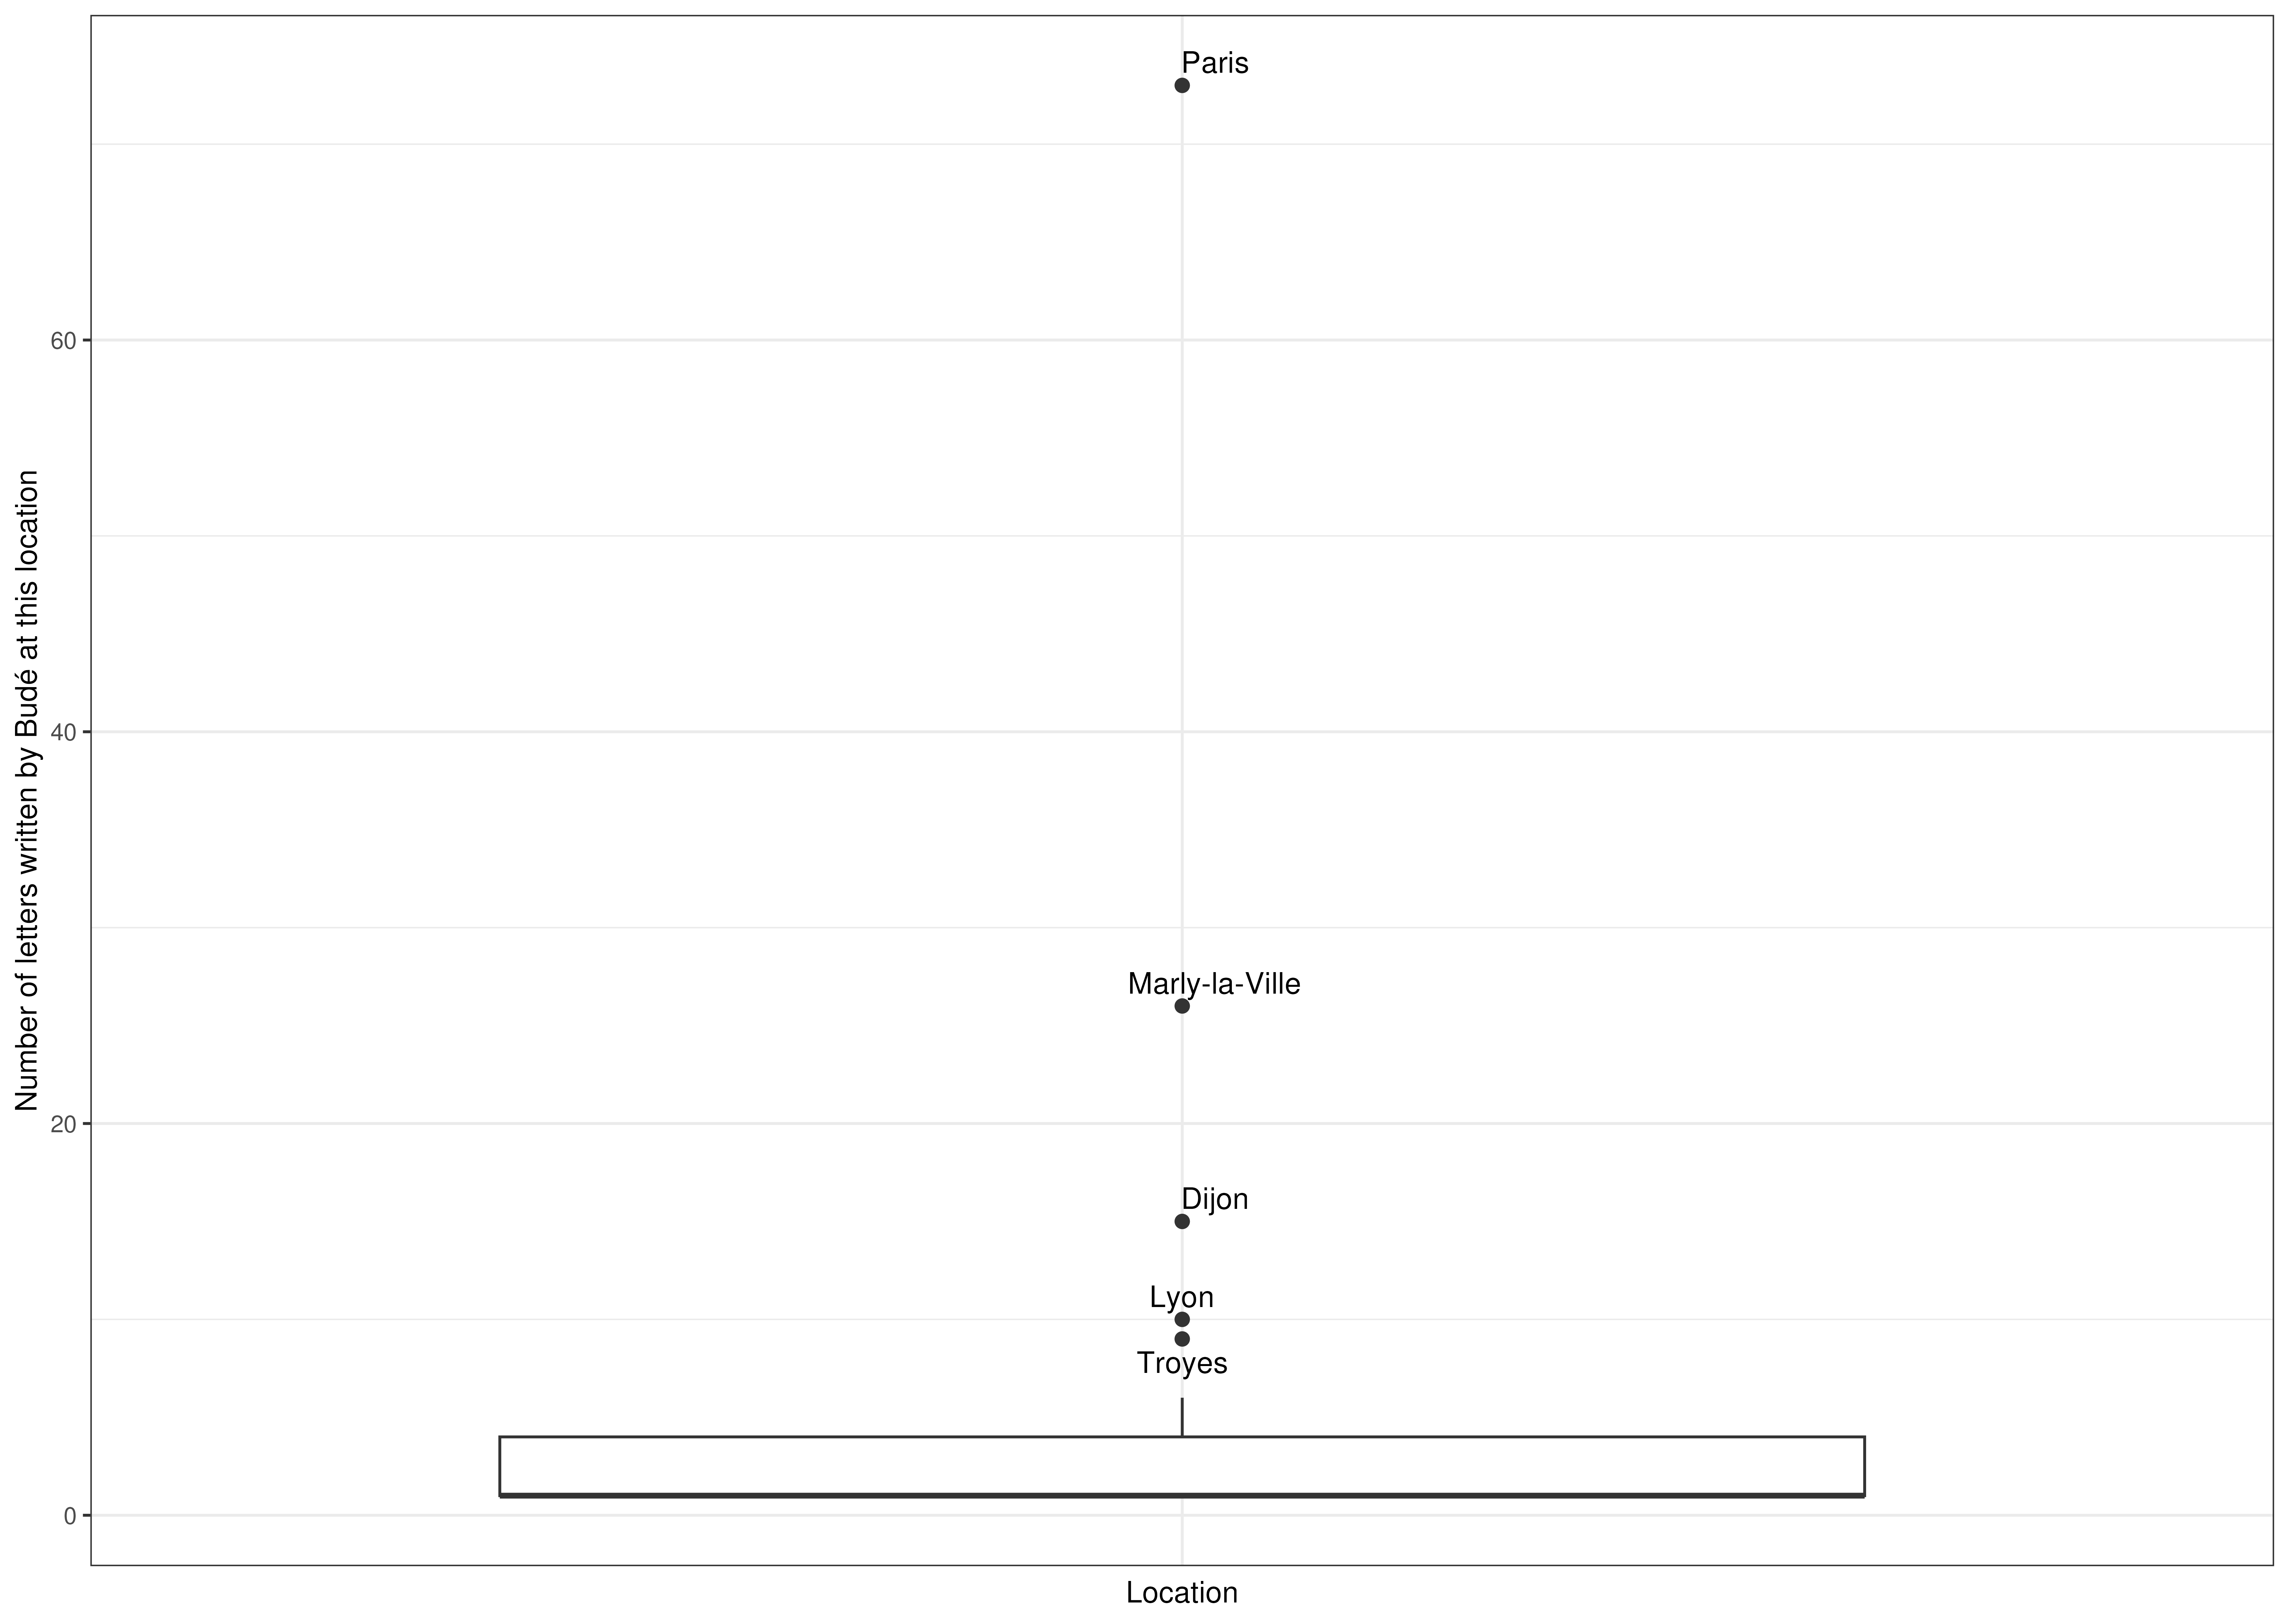 Paris
60
Number of letters written by Budé at this location
40
Marly-la-Ville
20
Dijon
Lyon
Troyes
0
Location